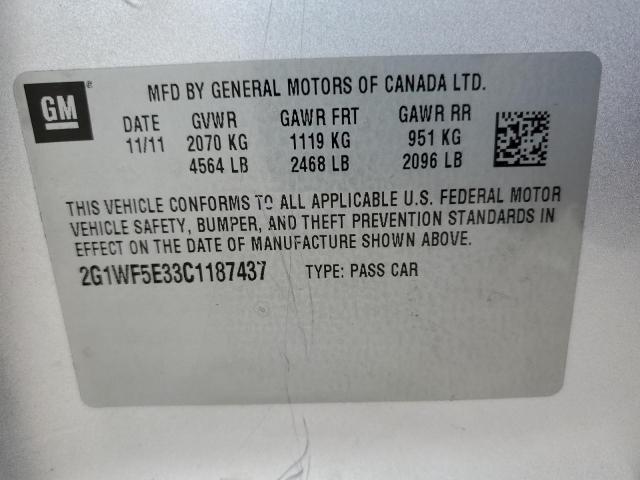 GM ®
MFD BY GENERAL MOTORS OF CANADA LTD.
DATE GVWR GAWR FRT GAWR RR
11/11 2070 KG 1119 KG 951 KG
4564 LB 2468 LB 2096 LB
THIS VEHICLE CONFORMS TO ALL APPLICABLE U.S. FEDERAL MOTOR
VEHICLE SAFETY, BUMPER, AND THEFT PREVENTION STANDARDS IN
EFFECT ON THE DATE OF MANUFACTURE SHOWN ABOVE.
2G1WF5E33C1187437 TYPE: PASS CAR